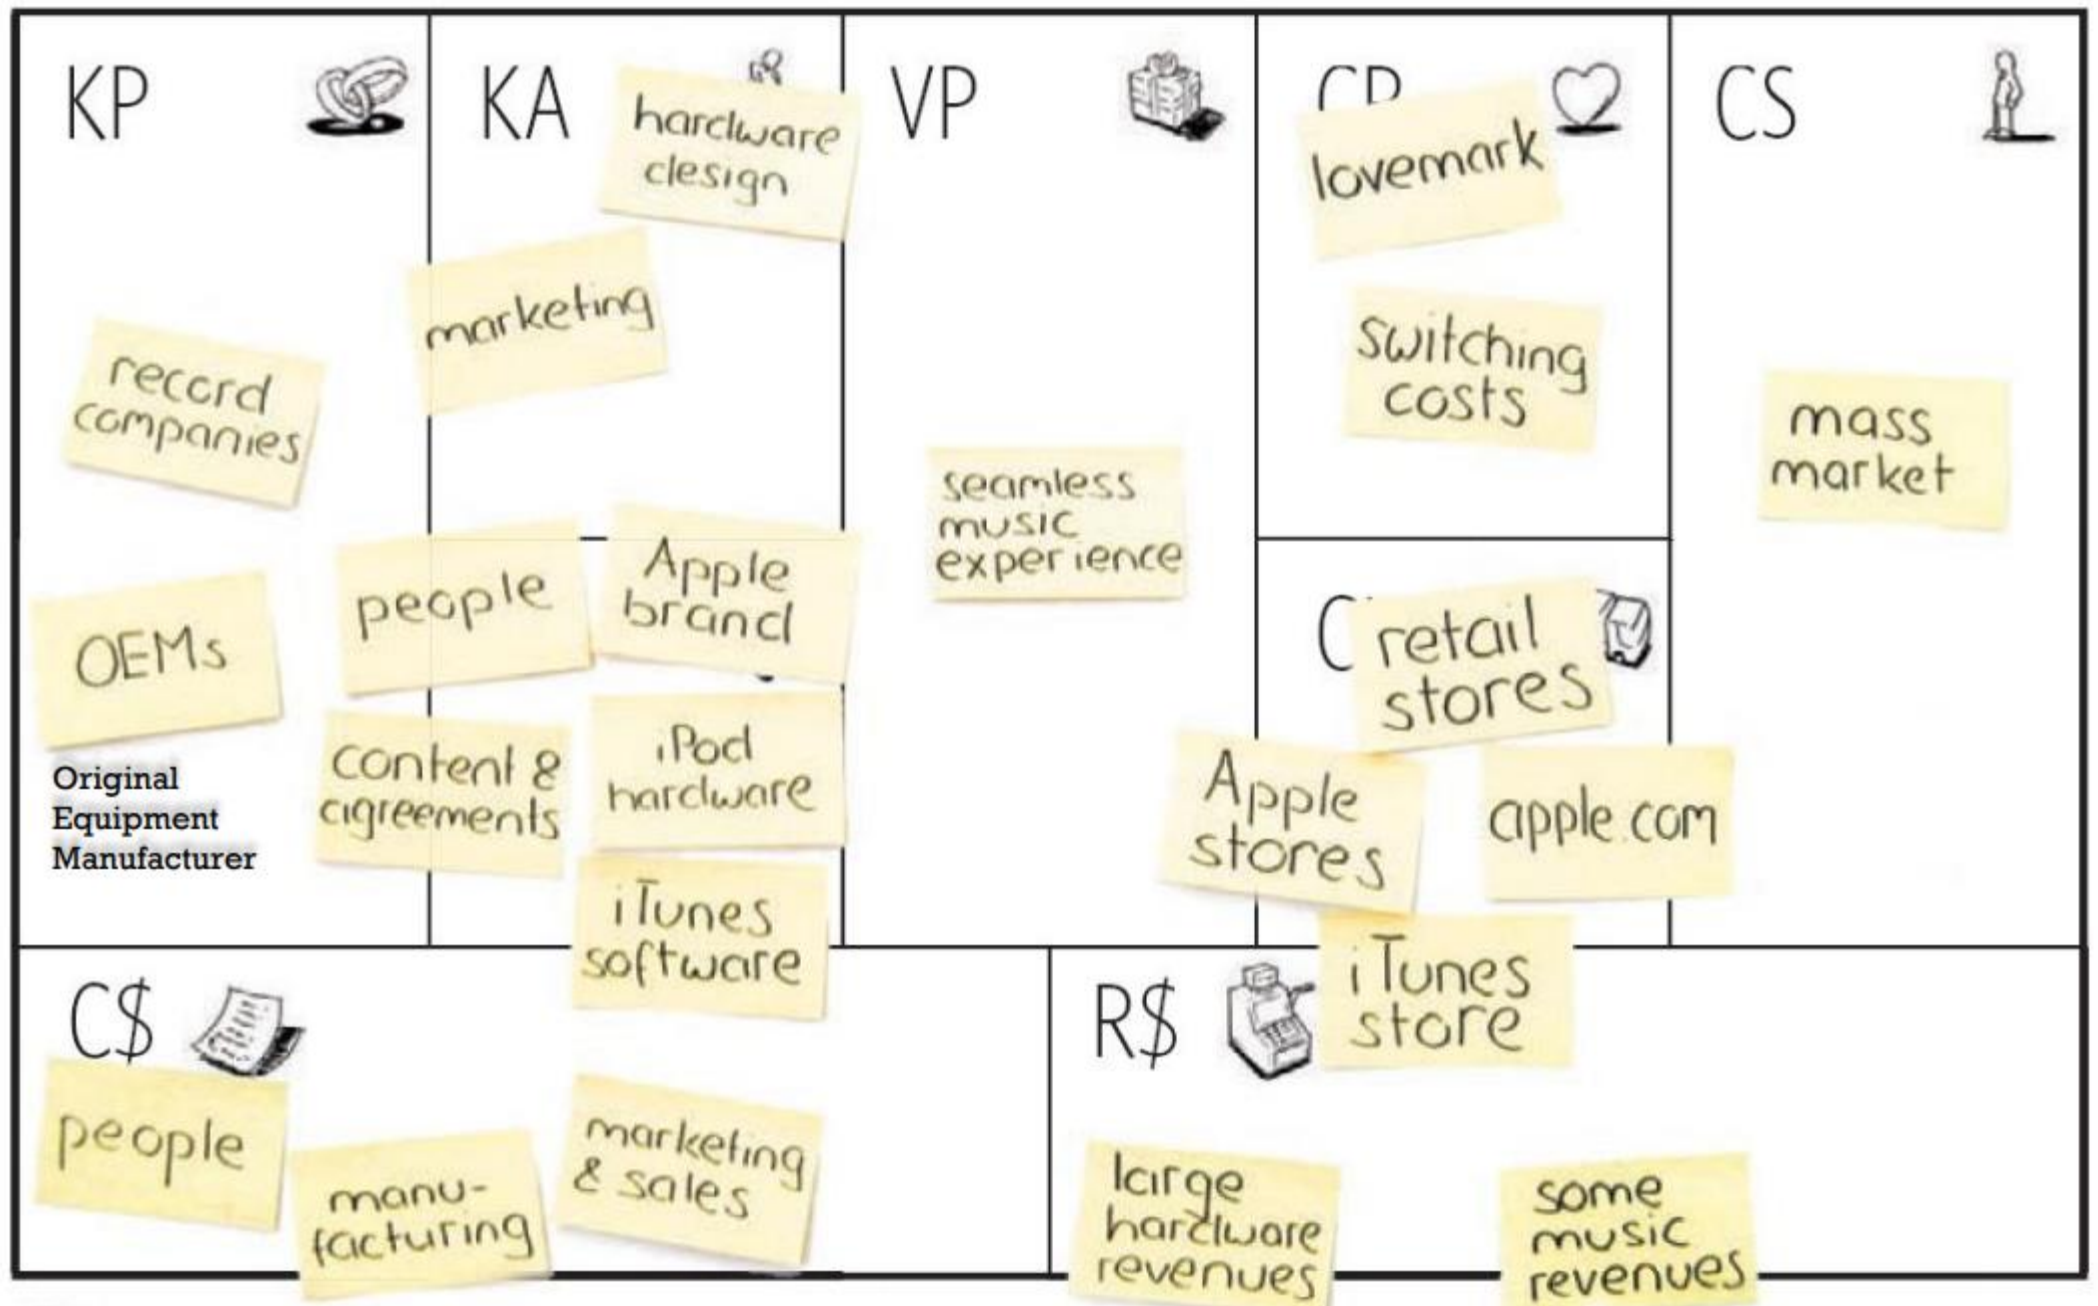 KP
record
companies
OEMs
Original
Equipment
Manufacturer
KA
hardware
design
marketing
people
Apple
brand
content &
agreements
iPod
hardware
iTunes
software
VP
seamless
music
experience
CR
lovemark
switching
costs
C
retail
stores
Apple
stores
apple.com
iTunes
store
CS
mass
market
C$
people
manu-
facturing
marketing
& sales
R$
large
hardware
revenues
some
music
revenues